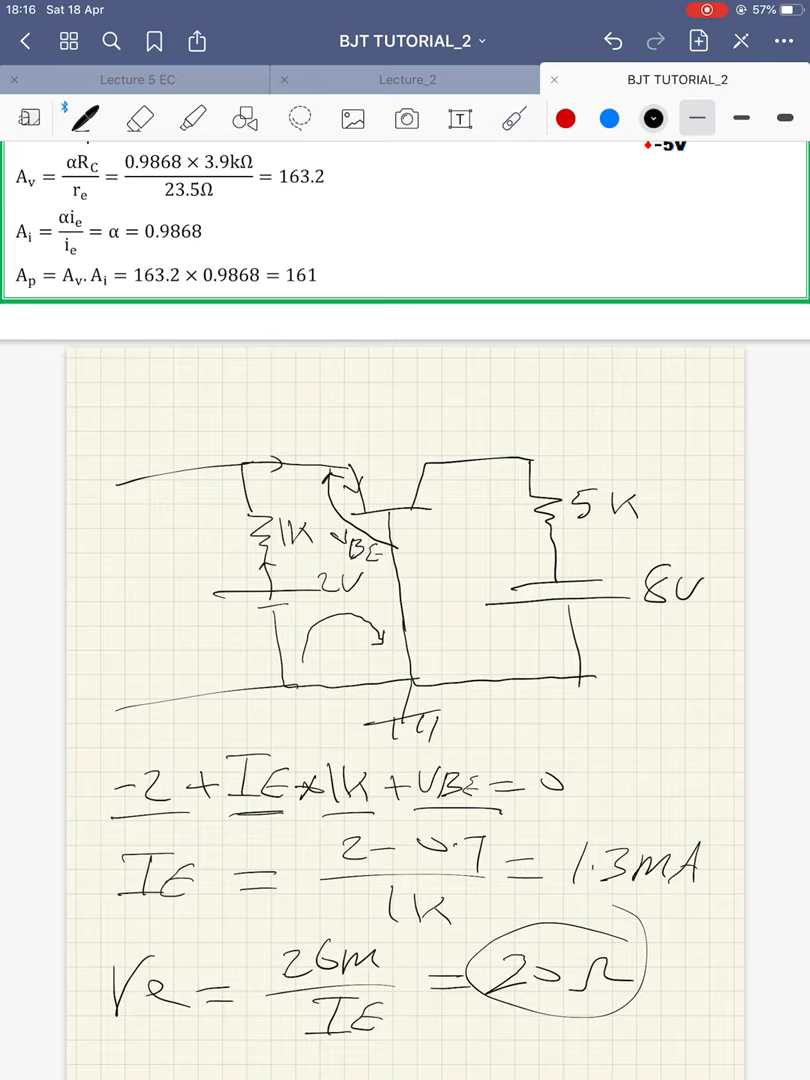 18:16 Sat 18 Apr
57%
BJT TUTORIAL_2
Lecture 5 EC
Lecture_2
BJT TUTORIAL_2
-5V
Av = αRC / re = 0.9868 × 3.9kΩ / 23.5Ω = 163.2
Ai = αie / ie = α = 0.9868
Ap = Av. Ai = 163.2 × 0.9868 = 161
5K
1K
VBE
2V
8V
-2 + IE * 1K + VBE = 0
IE = 2 - 0.7 / 1K = 1.3mA
re = 26m / IE = 20Ω